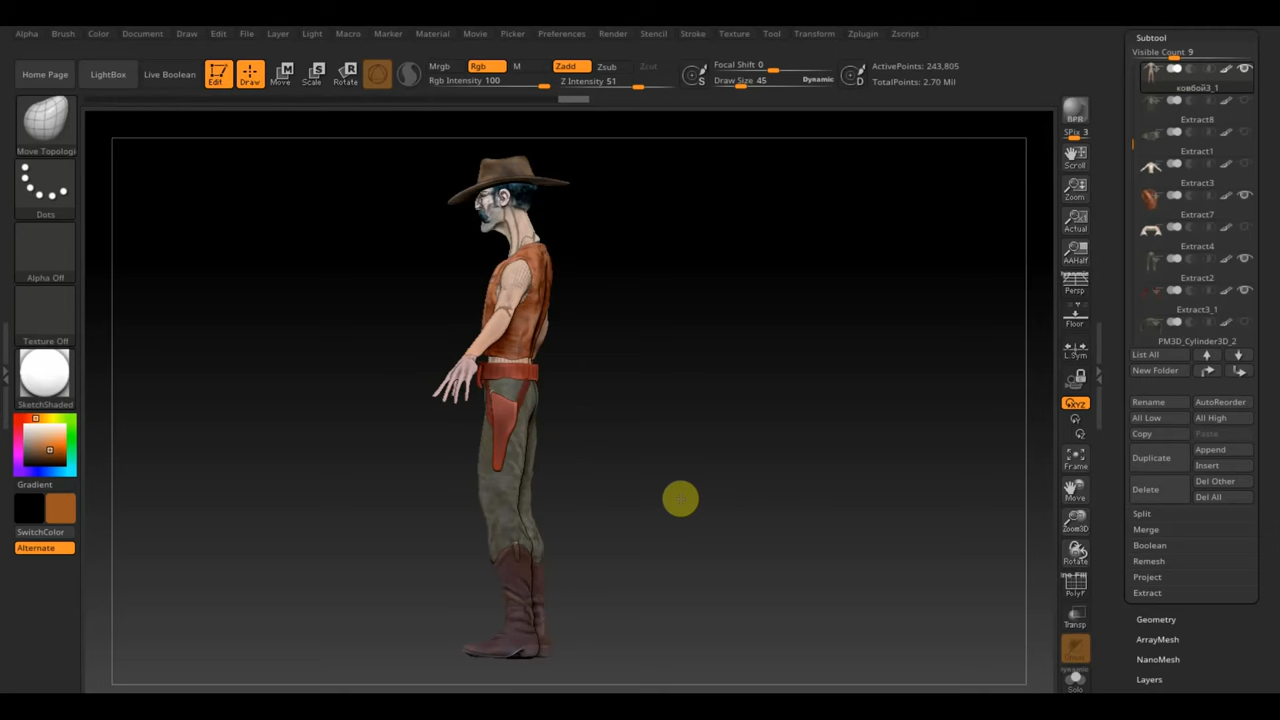 Alpha Brush Color Document Draw Edit File Layer Light Macro Marker Material Movie Picker Preferences Render Stencil Stroke Texture Tool Transform Zplugin Zscript
Home Page LightBox Live Boolean Edit Draw Move Scale Rotate
Mrgb Rgb M Zadd Zsub Zcut
Rgb Intensity 100 Z Intensity 51
S Focal Shift 0
Draw Size 45 Dynamic D
ActivePoints: 243,805
TotalPoints: 2.70 Mil
Move Topologi
Dots
Alpha Off
Texture Off
SketchShaded
Gradient
SwitchColor
Alternate
BPR
SPix 3
Scroll
Zoom
Actual
AAHalf
Dynamic
Persp
Floor
L.Sym
XYZ
Y
Z
Frame
Move
Zoom3D
Rotate
PolyF
Transp
Solo
Subtool
Visible Count 9
ковбой3_1
Extract8
Extract1
Extract3
Extract7
Extract4
Extract2
Extract3_1
PM3D_Cylinder3D_2
List All
New Folder
Rename AutoReorder
All Low All High
Copy Paste
Duplicate Append
Insert
Delete Del Other
Del All
Split
Merge
Boolean
Remesh
Project
Extract
Geometry
ArrayMesh
NanoMesh
Layers